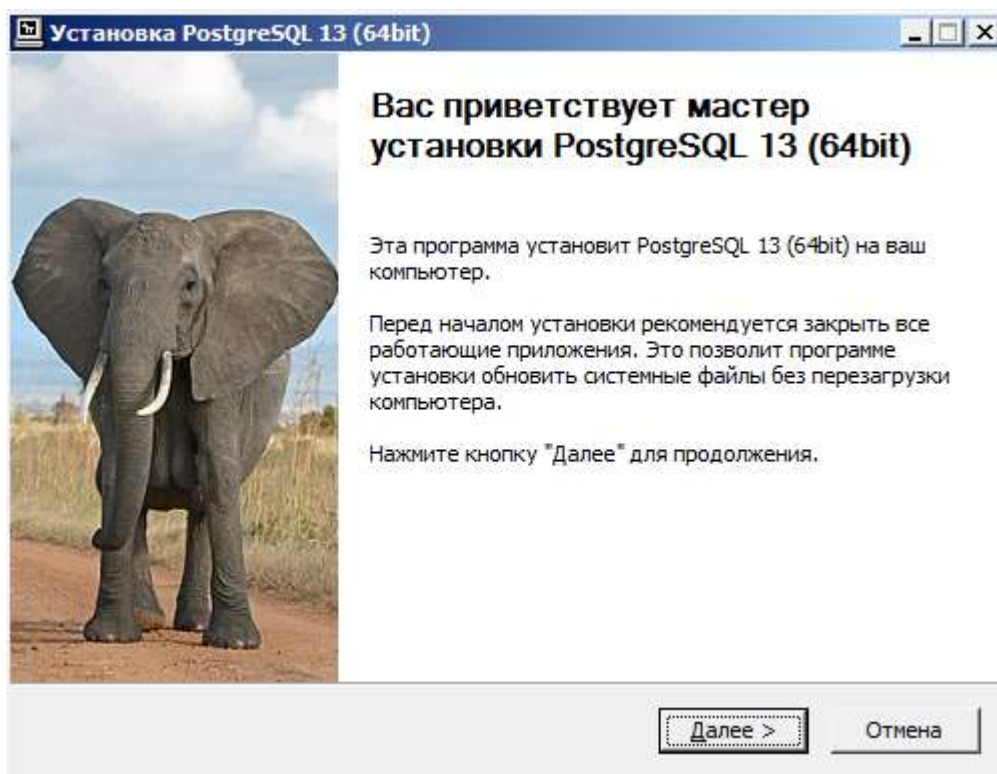 Установка PostgreSQL 13 (64bit)
Вас приветствует мастер
установки PostgreSQL 13 (64bit)
Эта программа установит PostgreSQL 13 (64bit) на ваш
компьютер.
Перед началом установки рекомендуется закрыть все
работающие приложения. Это позволит программе
установки обновить системные файлы без перезагрузки
компьютера.
Нажмите кнопку "Далее" для продолжения.
Далее >
Отмена